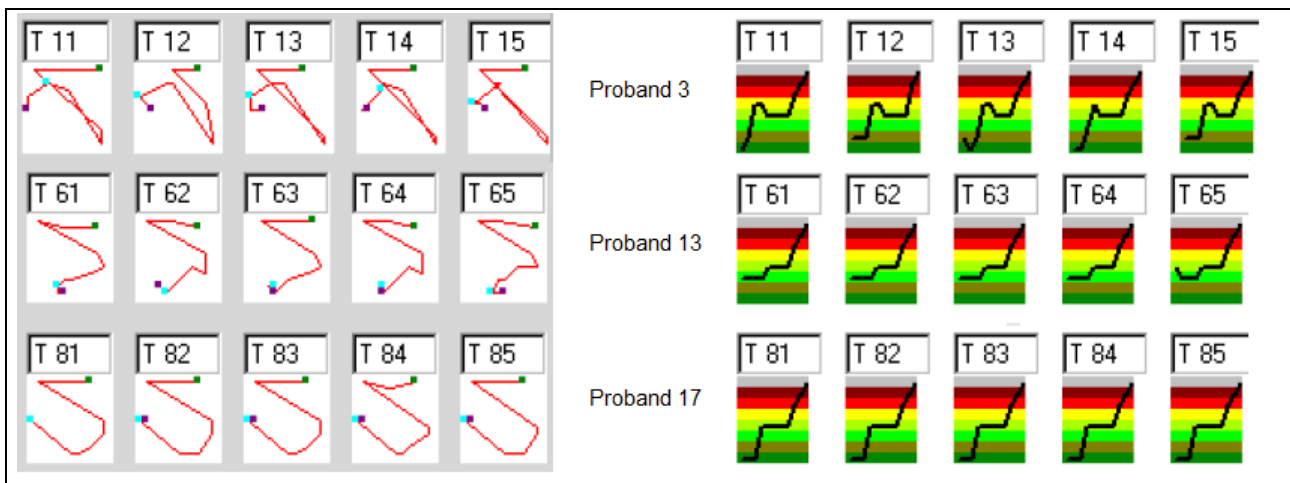 T 11 T 12 T 13 T 14 T 15 Proband 3 T 11 T 12 T 13 T 14 T 15
T 61 T 62 T 63 T 64 T 65 Proband 13 T 61 T 62 T 63 T 64 T 65
T 81 T 82 T 83 T 84 T 85 Proband 17 T 81 T 82 T 83 T 84 T 85